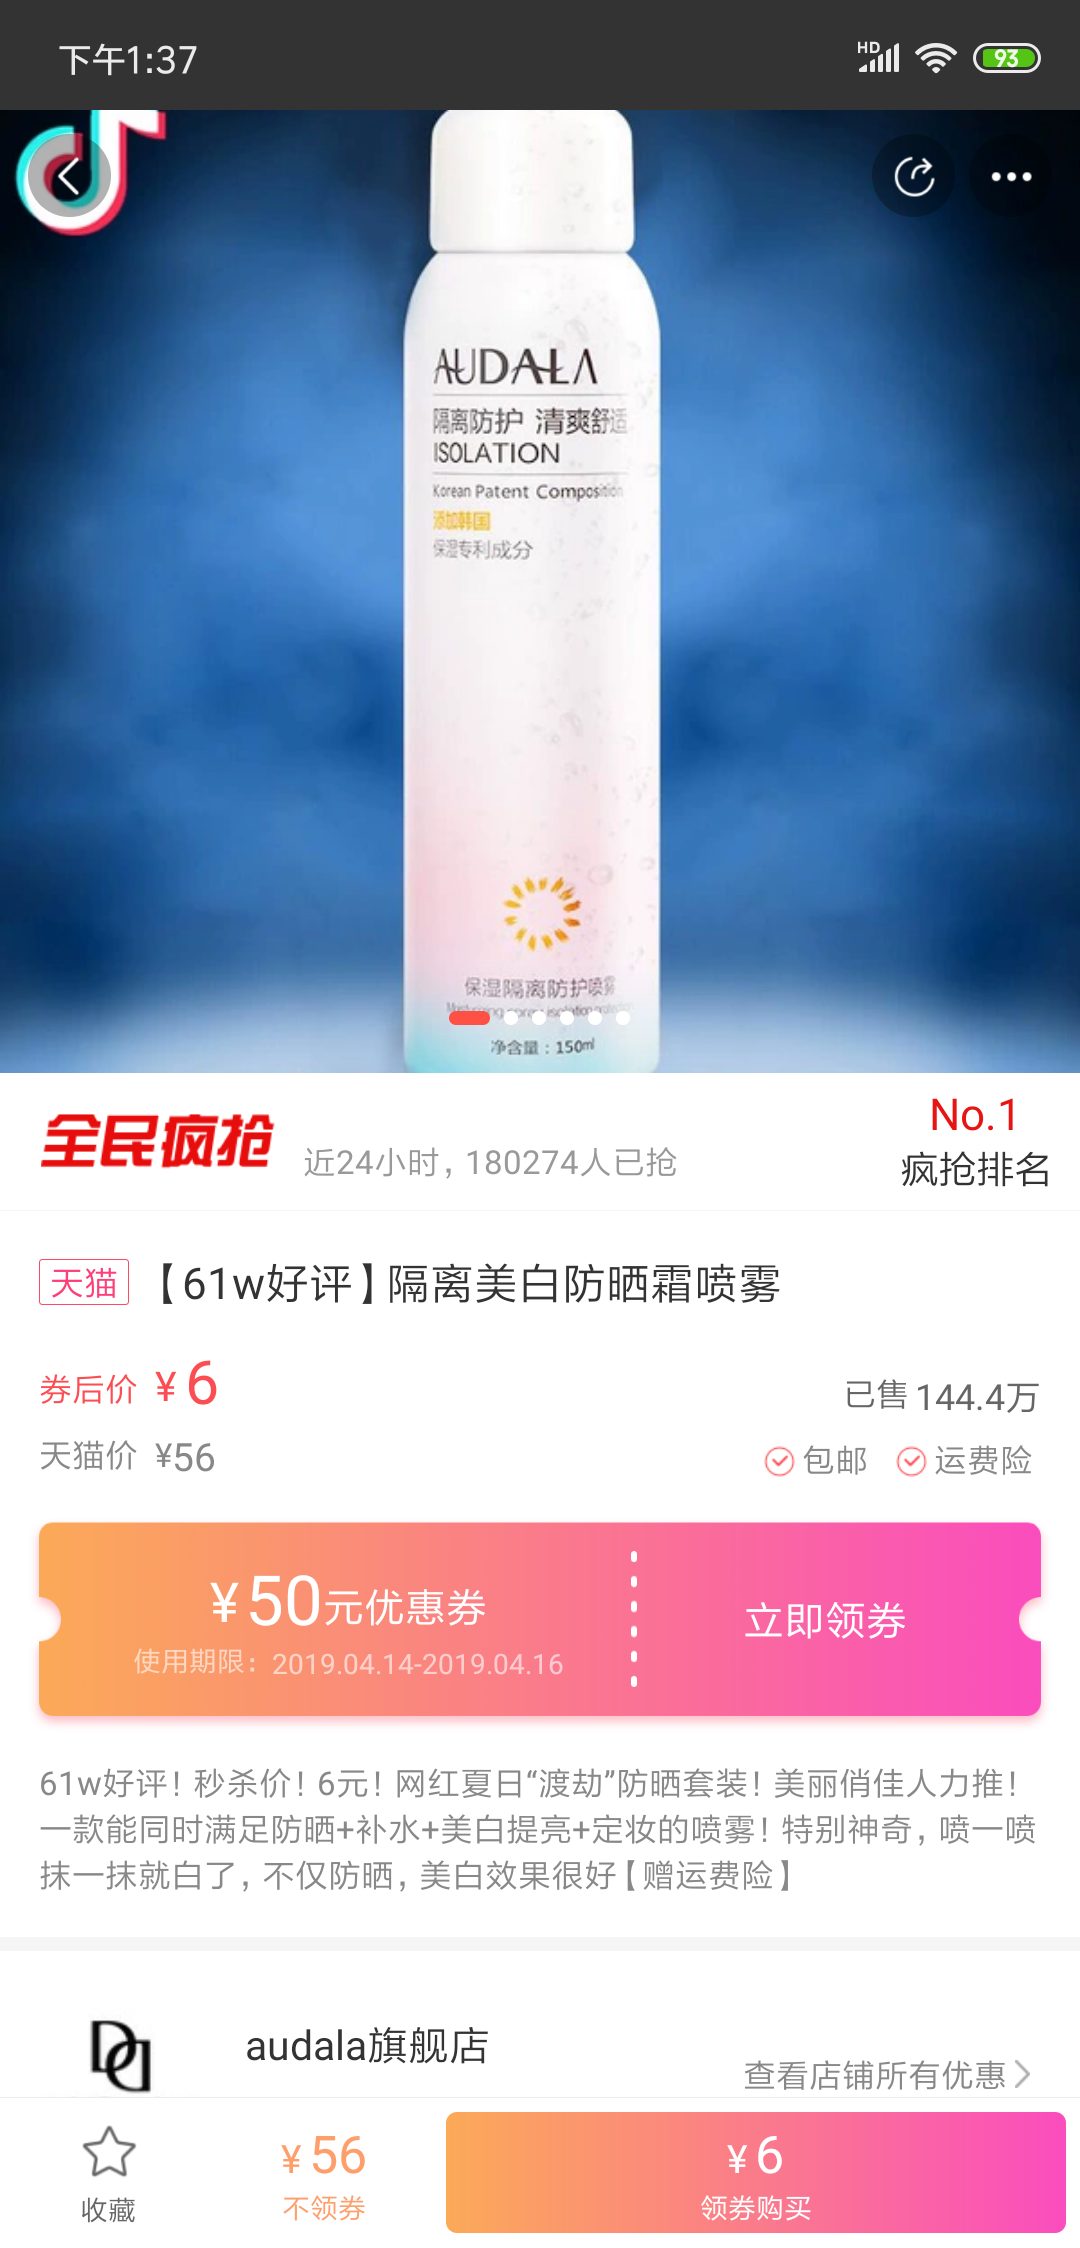 下午1:37
HD
93
AUDALA
隔离防护 清爽舒适
ISOLATION
Korean Patent Composition
添加韩国
保湿专利成分
保湿隔离防护喷雾
净含量：150ml
全民疯抢
近24小时，180274人已抢
No.1
疯抢排名
天猫
【61w好评】隔离美白防晒霜喷雾
券后价 ¥6
已售 144.4万
天猫价 ¥56
包邮 运费险
¥50元优惠券
使用期限：2019.04.14-2019.04.16
立即领券
61w好评！秒杀价！6元！网红夏日“渡劫”防晒套装！美丽俏佳人力推！
一款能同时满足防晒+补水+美白提亮+定妆的喷雾！特别神奇，喷一喷
抹一抹就白了，不仅防晒，美白效果很好【赠运费险】
audala旗舰店
查看店铺所有优惠
收藏
¥56
不领券
¥6
领券购买